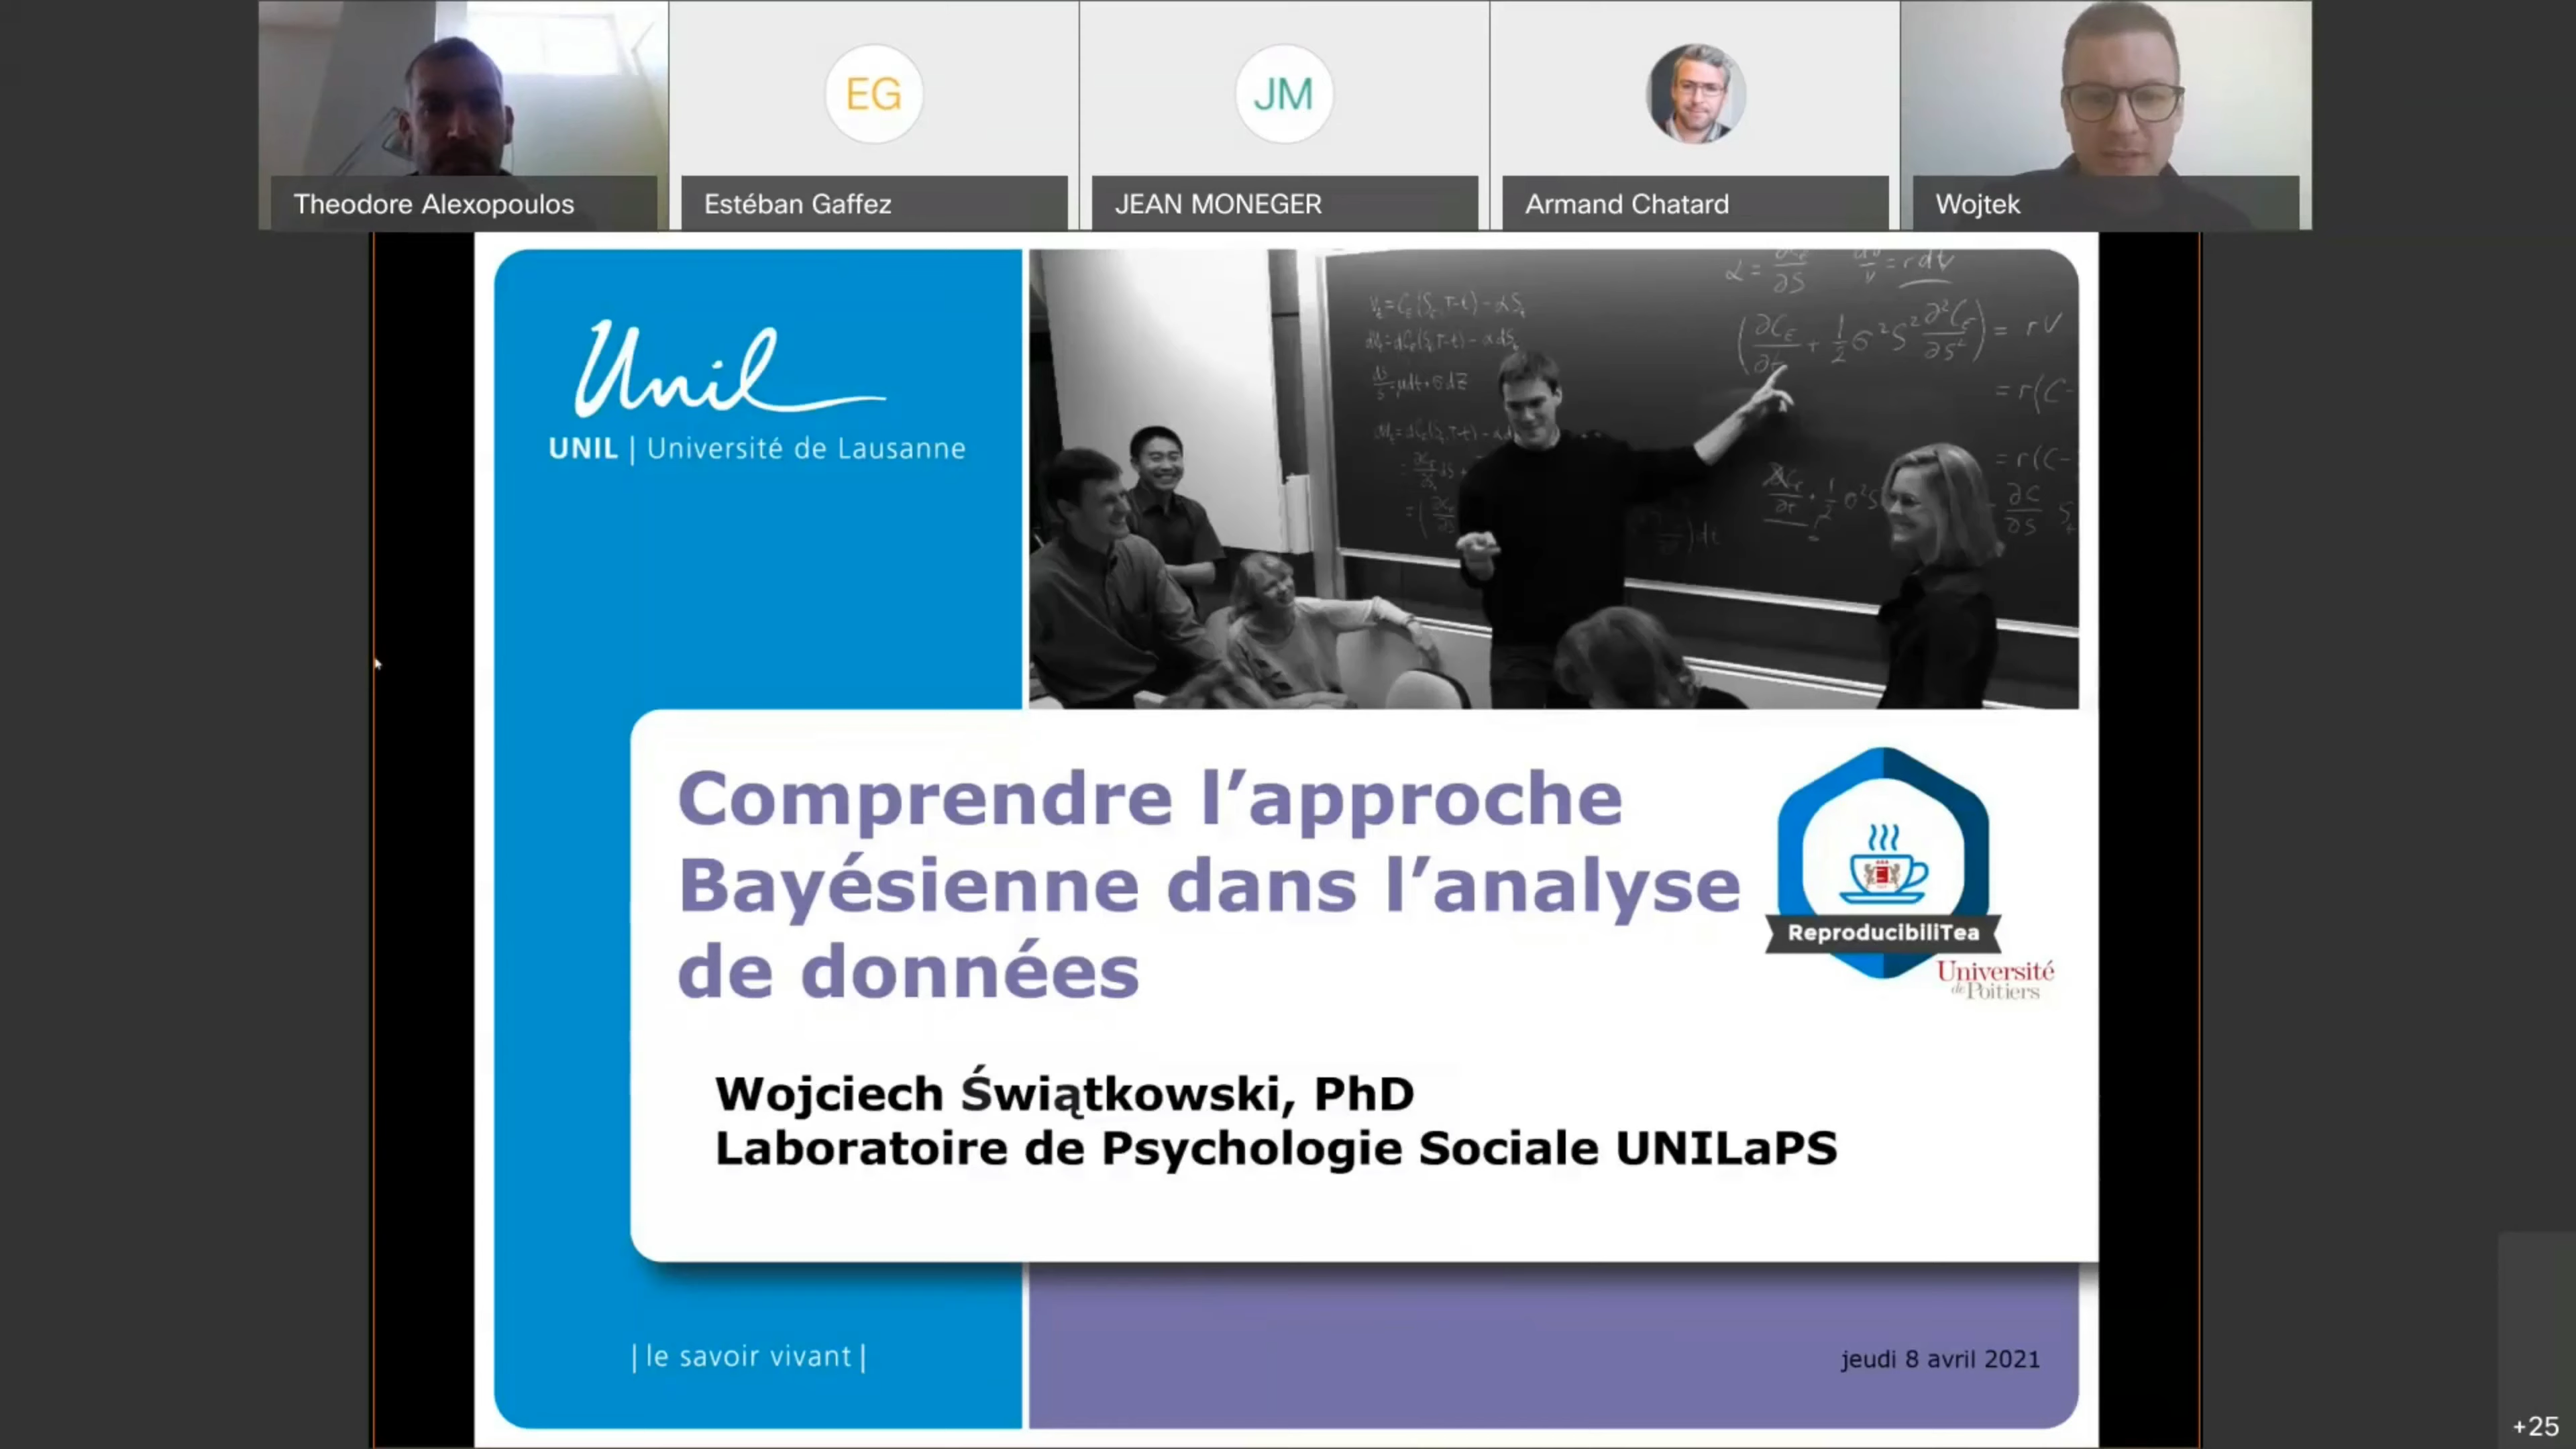 EG
JM
Theodore Alexopoulos
Estéban Gaffez
JEAN MONEGER
Armand Chatard
Wojtek
Unil
UNIL | Université de Lausanne
Comprendre l’approche
Bayésienne dans l’analyse
de données
ReproducibiliTea
Université
de Poitiers
Wojciech Świątkowski, PhD
Laboratoire de Psychologie Sociale UNILaPS
| le savoir vivant |
jeudi 8 avril 2021
+25